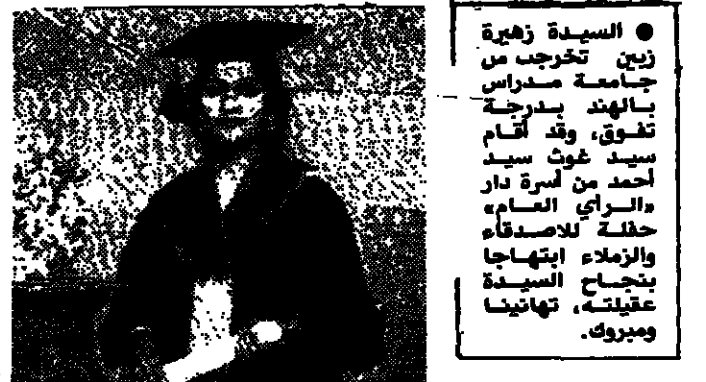 ● السيدة زهيرة
زبين تخرجت من
جامعة مدراس
بالهند بدرجة
تفوق، وقد أقام
سيد غوث سيد
أحمد من أسرة دار
«الرأي العام»
حفلة للاصدقاء
والزملاء ابتهاجا
بنجاح السيدة
عقيلته، تهانينا
ومبروك.